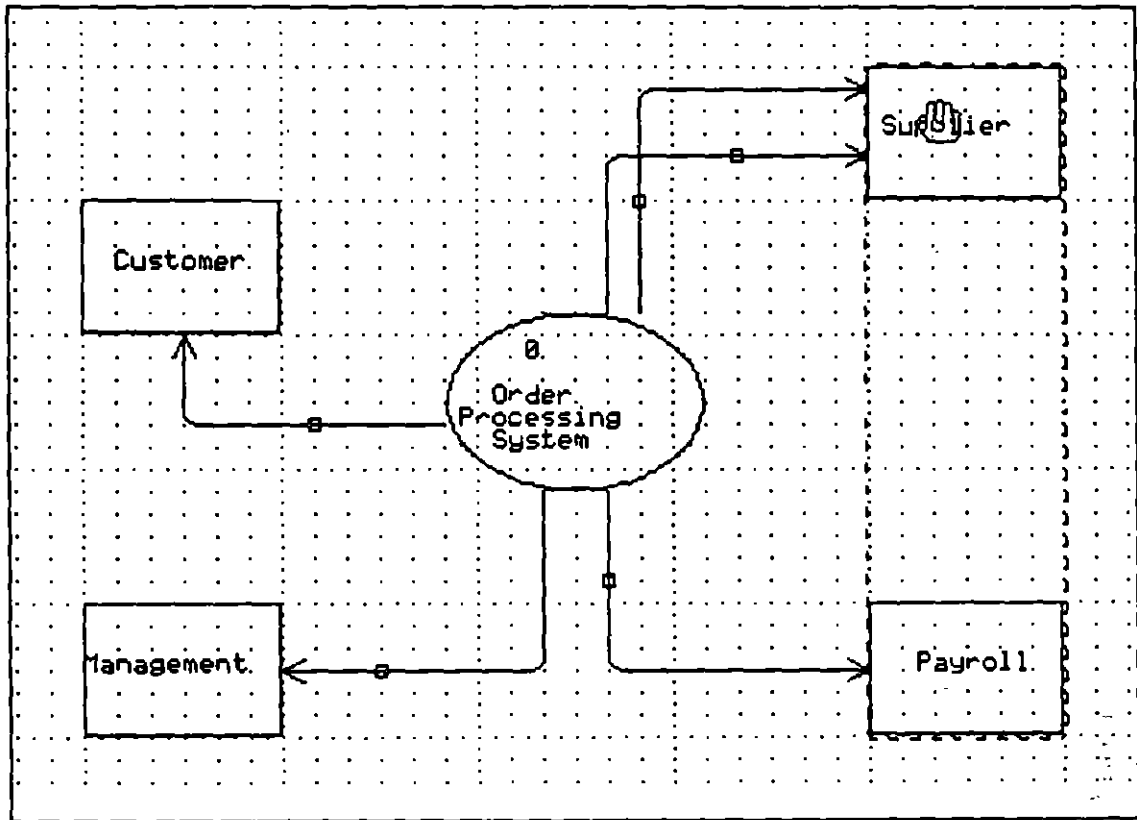 Customer
0
Order
Processing
System
Management
Payroll